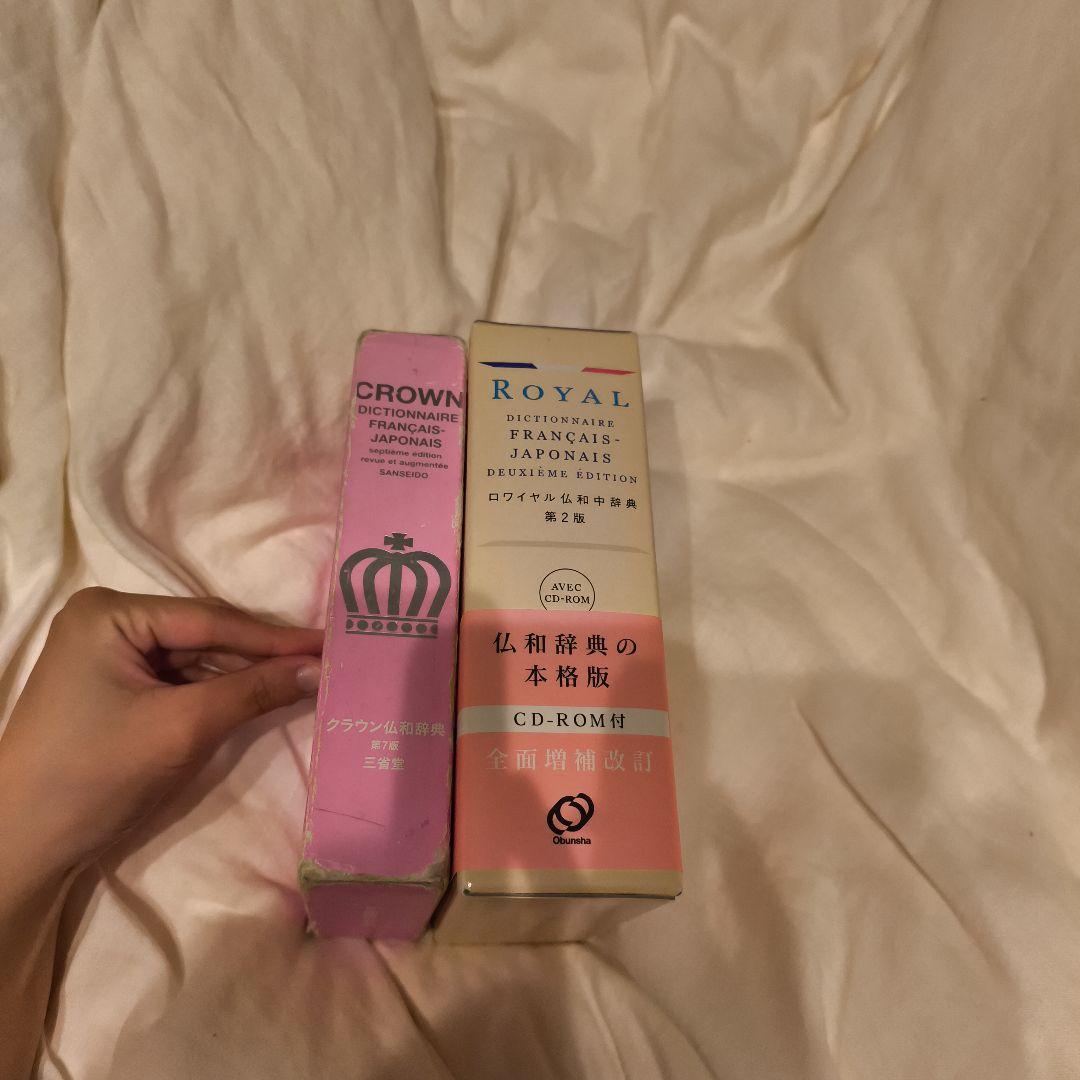 CROWN
DICTIONNAIRE
FRANÇAIS-
JAPONAIS
septième édition
revue et augmentée
SANSEIDO
クラウン仏和辞典
第7版
三省堂
ROYAL
DICTIONNAIRE
FRANÇAIS-
JAPONAIS
DEUXIÈME ÉDITION
ロワイヤル仏和中辞典
第2版
AVEC
CD-ROM
仏和辞典の
本格版
CD-ROM付
全面増補改訂
Obunsha